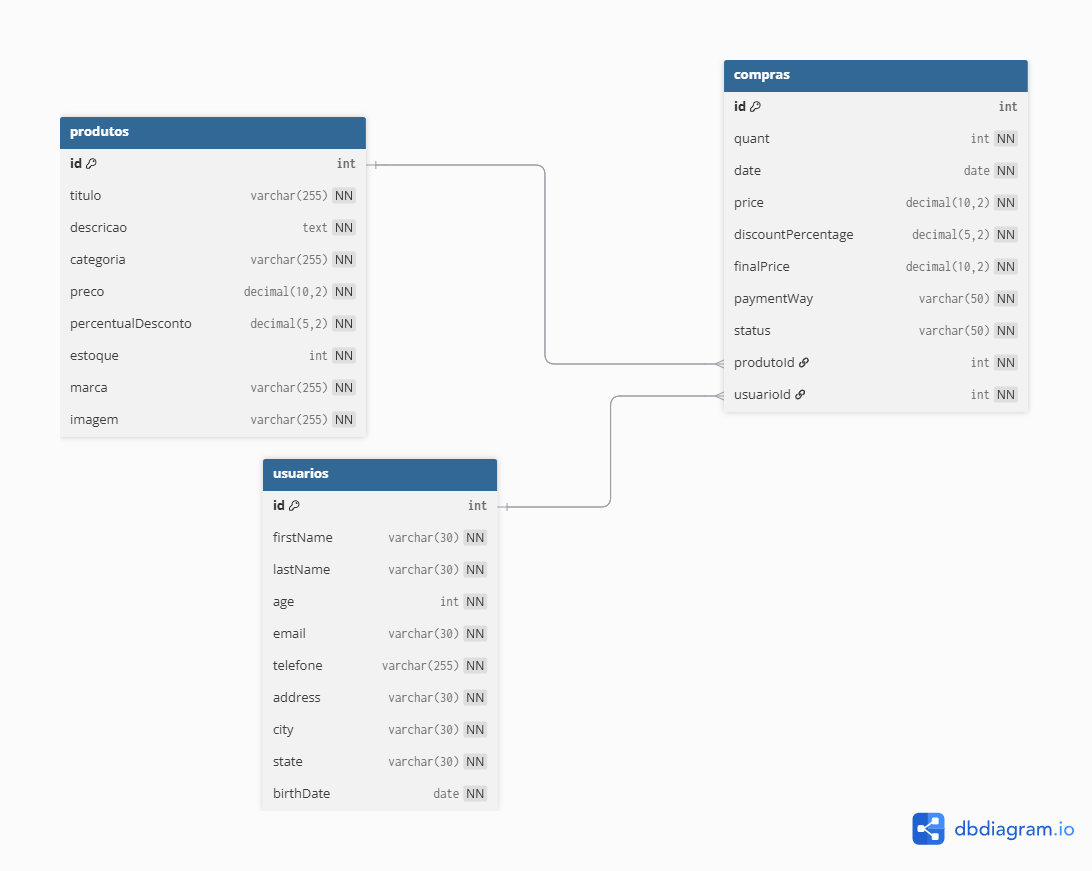 produtos
id int
titulo varchar(255) NN
descricao text NN
categoria varchar(255) NN
preco decimal(10,2) NN
percentualDesconto decimal(5,2) NN
estoque int NN
marca varchar(255) NN
imagem varchar(255) NN
compras
id int
quant int NN
date date NN
price decimal(10,2) NN
discountPercentage decimal(5,2) NN
finalPrice decimal(10,2) NN
paymentWay varchar(50) NN
status varchar(50) NN
produtoId int NN
usuarioId int NN
usuarios
id int
firstName varchar(30) NN
lastName varchar(30) NN
age int NN
email varchar(30) NN
telefone varchar(255) NN
address varchar(30) NN
city varchar(30) NN
state varchar(30) NN
birthDate date NN
dbdiagram.io